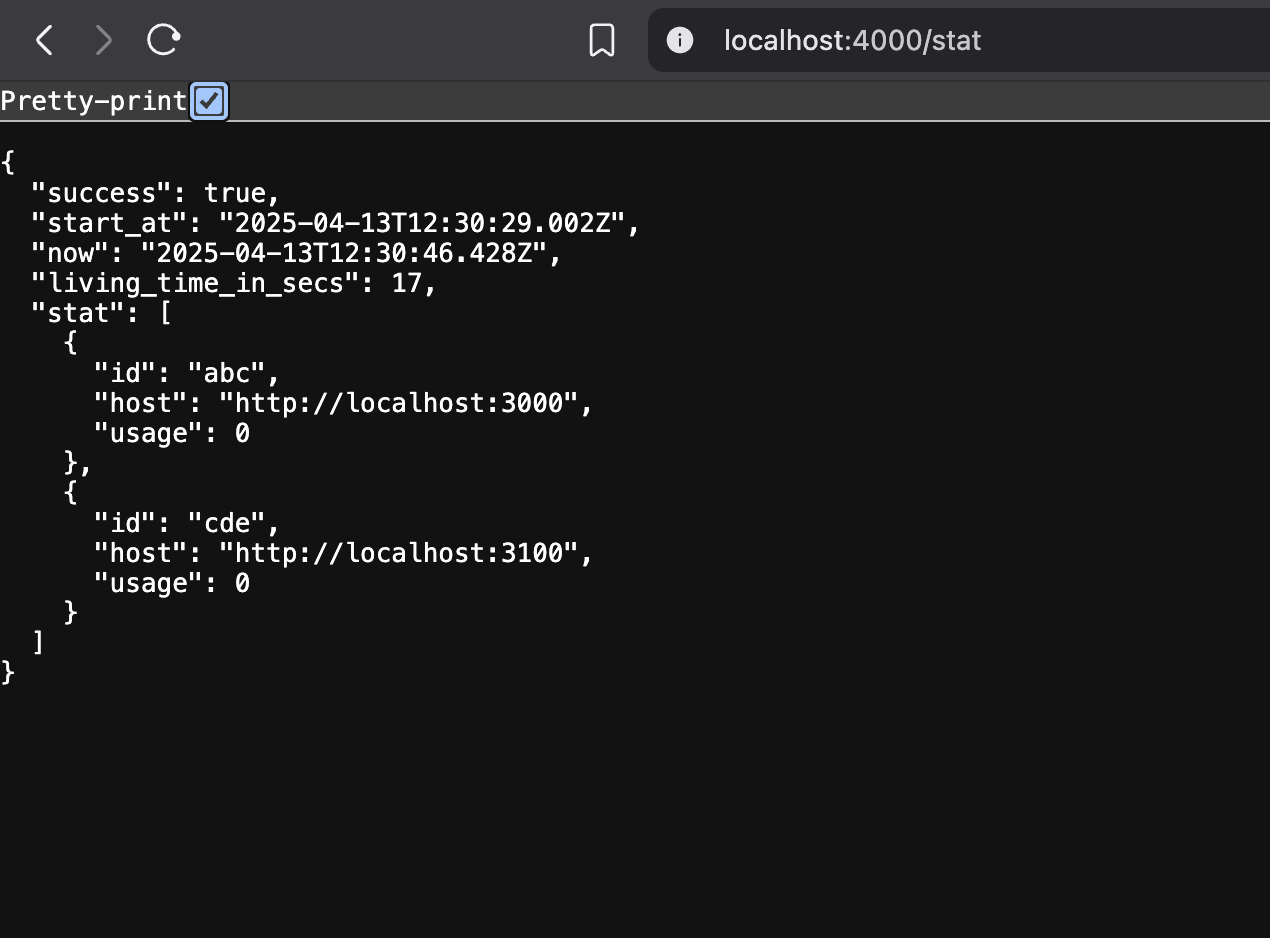 localhost:4000/stat
Pretty-print
{
  "success": true,
  "start_at": "2025-04-13T12:30:29.002Z",
  "now": "2025-04-13T12:30:46.428Z",
  "living_time_in_secs": 17,
  "stat": [
    {
      "id": "abc",
      "host": "http://localhost:3000",
      "usage": 0
    },
    {
      "id": "cde",
      "host": "http://localhost:3100",
      "usage": 0
    }
  ]
}